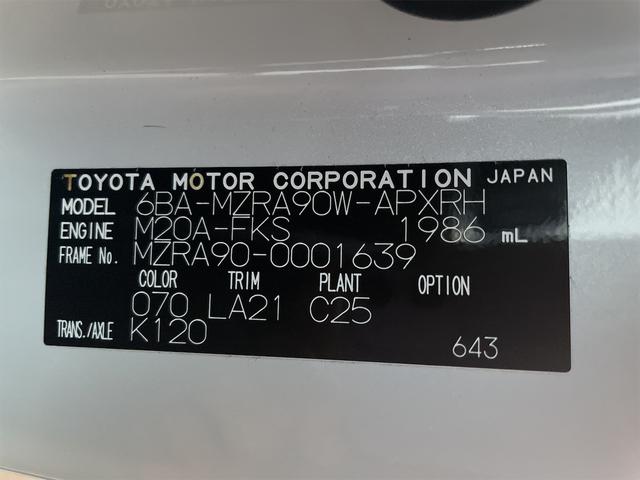 TOYOTA MOTOR CORPORATION JAPAN
MODEL 6BA-MZRA90W-APXRH
ENGINE M20A-FKS 1986 mL
FRAME No. MZRA90-0001639
COLOR TRIM PLANT OPTION
070 LA21 C25
TRANS./AXLE K120
643